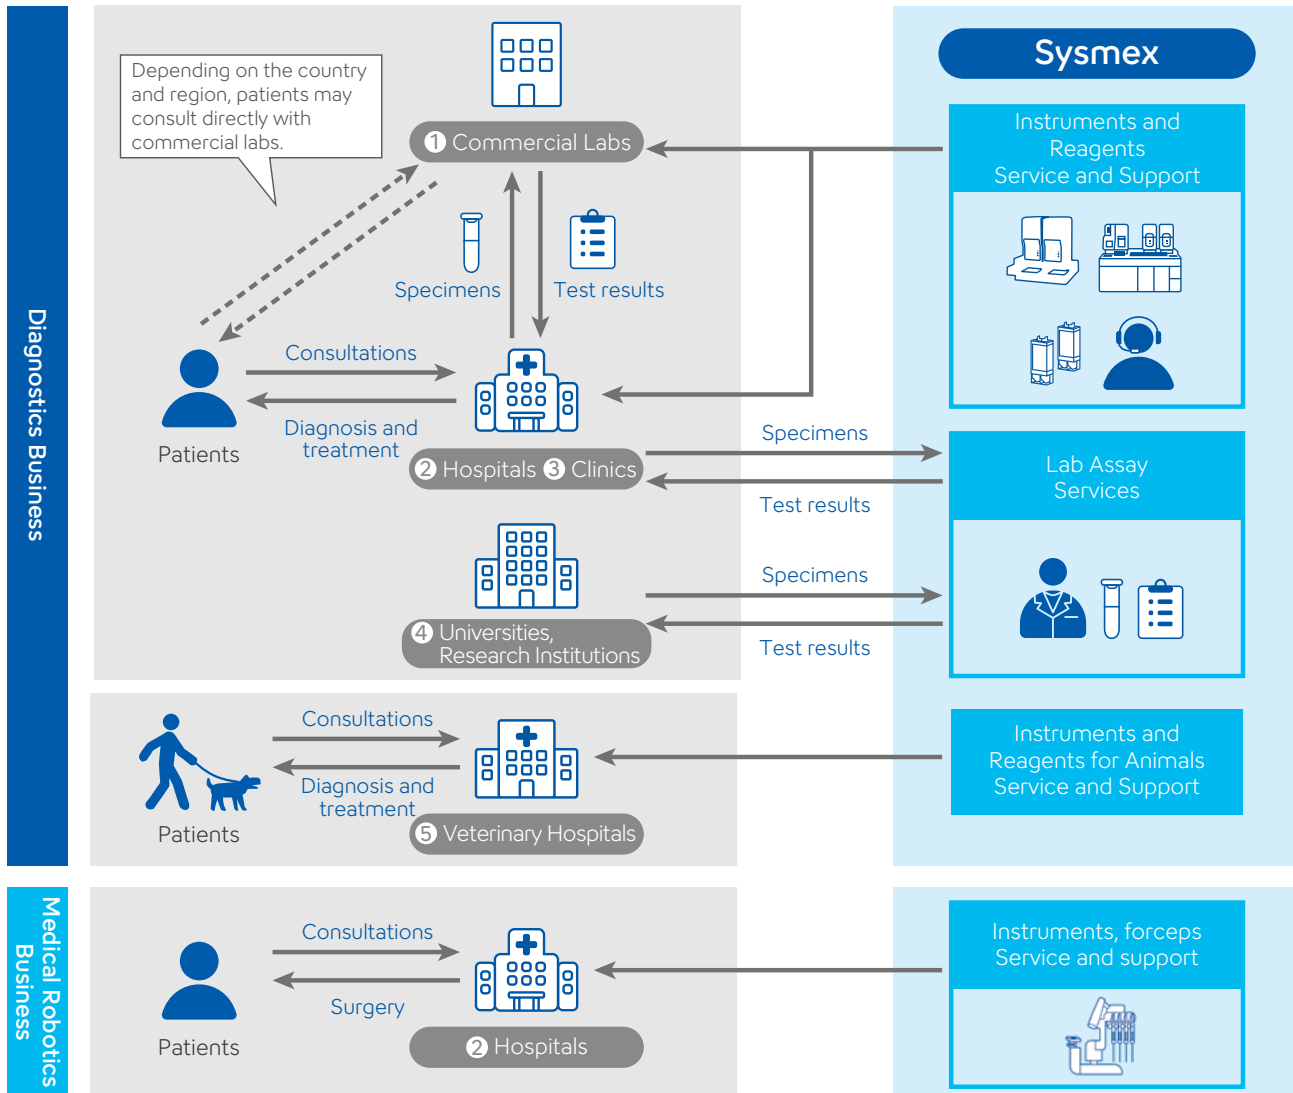 Diagnostics Business
Depending on the country
and region, patients may
consult directly with
commercial labs.
1 Commercial Labs
Specimens
Test results
Consultations
Diagnosis and
treatment
Patients
2 Hospitals 3 Clinics
4 Universities,
Research Institutions
Specimens
Test results
Specimens
Test results
Sysmex
Instruments and
Reagents
Service and Support
Lab Assay
Services
Consultations
Diagnosis and
treatment
Patients
5 Veterinary Hospitals
Instruments and
Reagents for Animals
Service and Support
Medical Robotics
Business
Consultations
Surgery
Patients
2 Hospitals
Instruments, forceps
Service and support